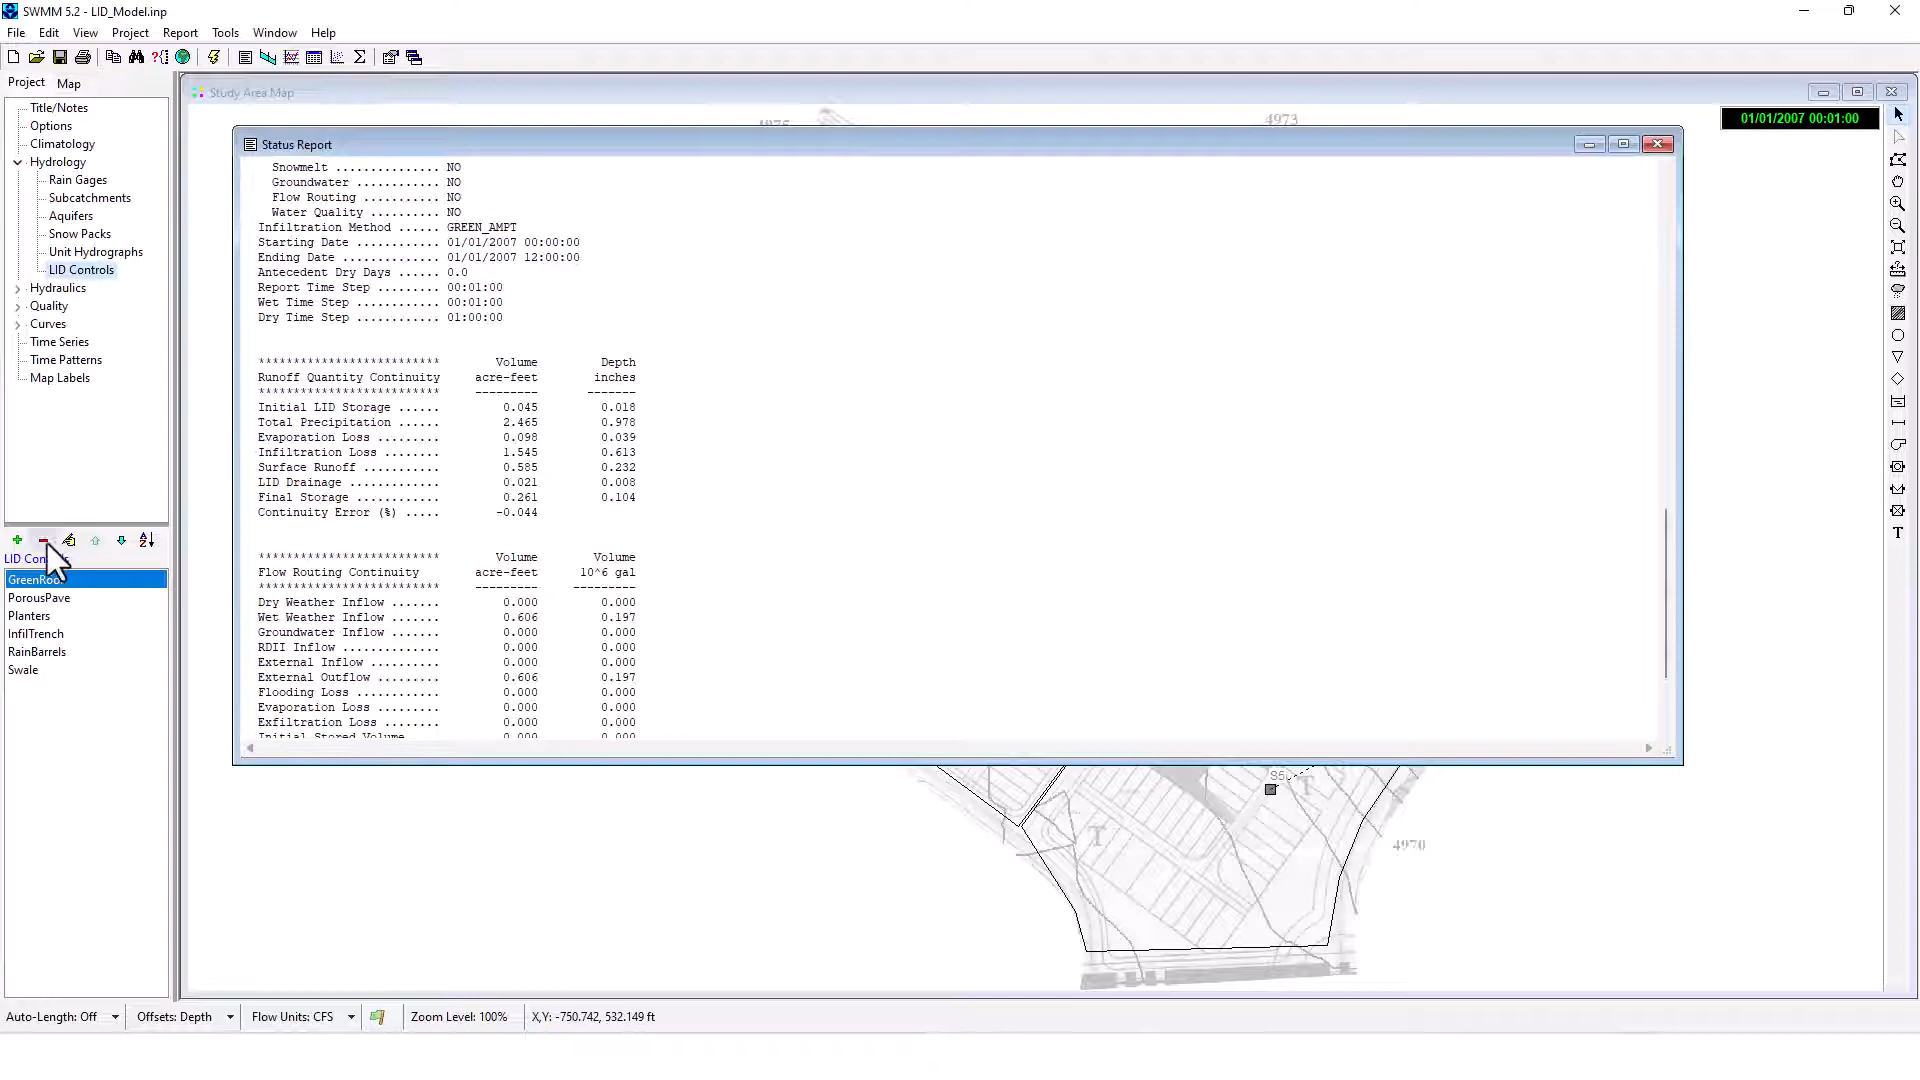 SWMM 5.2 - LID_Model.inp
File Edit View Project Report Tools Window Help
Project Map
Title/Notes
Options
Climatology
Hydrology
Rain Gages
Subcatchments
Aquifers
Snow Packs
Unit Hydrographs
LID Controls
Hydraulics
Quality
Curves
Time Series
Time Patterns
Map Labels
GreenRoof
PorousPave
Planters
InfilTrench
RainBarrels
Swale
Study Area Map
4973
01/01/2007 00:01:00
Status Report
Snowmelt ............... NO
Groundwater ............ NO
Flow Routing ........... NO
Water Quality .......... NO
Infiltration Method ...... GREEN_AMPT
Starting Date ............ 01/01/2007 00:00:00
Ending Date .............. 01/01/2007 12:00:00
Antecedent Dry Days ...... 0.0
Report Time Step ......... 00:01:00
Wet Time Step ............ 00:01:00
Dry Time Step ............ 01:00:00
************************** Volume Depth
Runoff Quantity Continuity acre-feet inches
************************** --------- -------
Initial LID Storage ...... 0.045 0.018
Total Precipitation ...... 2.465 0.978
Evaporation Loss ......... 0.098 0.039
Infiltration Loss ........ 1.545 0.613
Surface Runoff ........... 0.585 0.232
LID Drainage ............. 0.021 0.008
Final Storage ............ 0.261 0.104
Continuity Error (%) ..... -0.044
************************** Volume Volume
Flow Routing Continuity acre-feet 10^6 gal
************************** --------- ---------
Dry Weather Inflow ....... 0.000 0.000
Wet Weather Inflow ....... 0.606 0.197
Groundwater Inflow ....... 0.000 0.000
RDII Inflow .............. 0.000 0.000
External Inflow .......... 0.000 0.000
External Outflow ......... 0.606 0.197
Flooding Loss ............ 0.000 0.000
Evaporation Loss ......... 0.000 0.000
Exfiltration Loss ........ 0.000 0.000
Initial Stored Volume 0.000 0.000
S5
T
T
4970
T
Auto-Length: Off Offsets: Depth Flow Units: CFS Zoom Level: 100% X,Y: -750.742, 532.149 ft